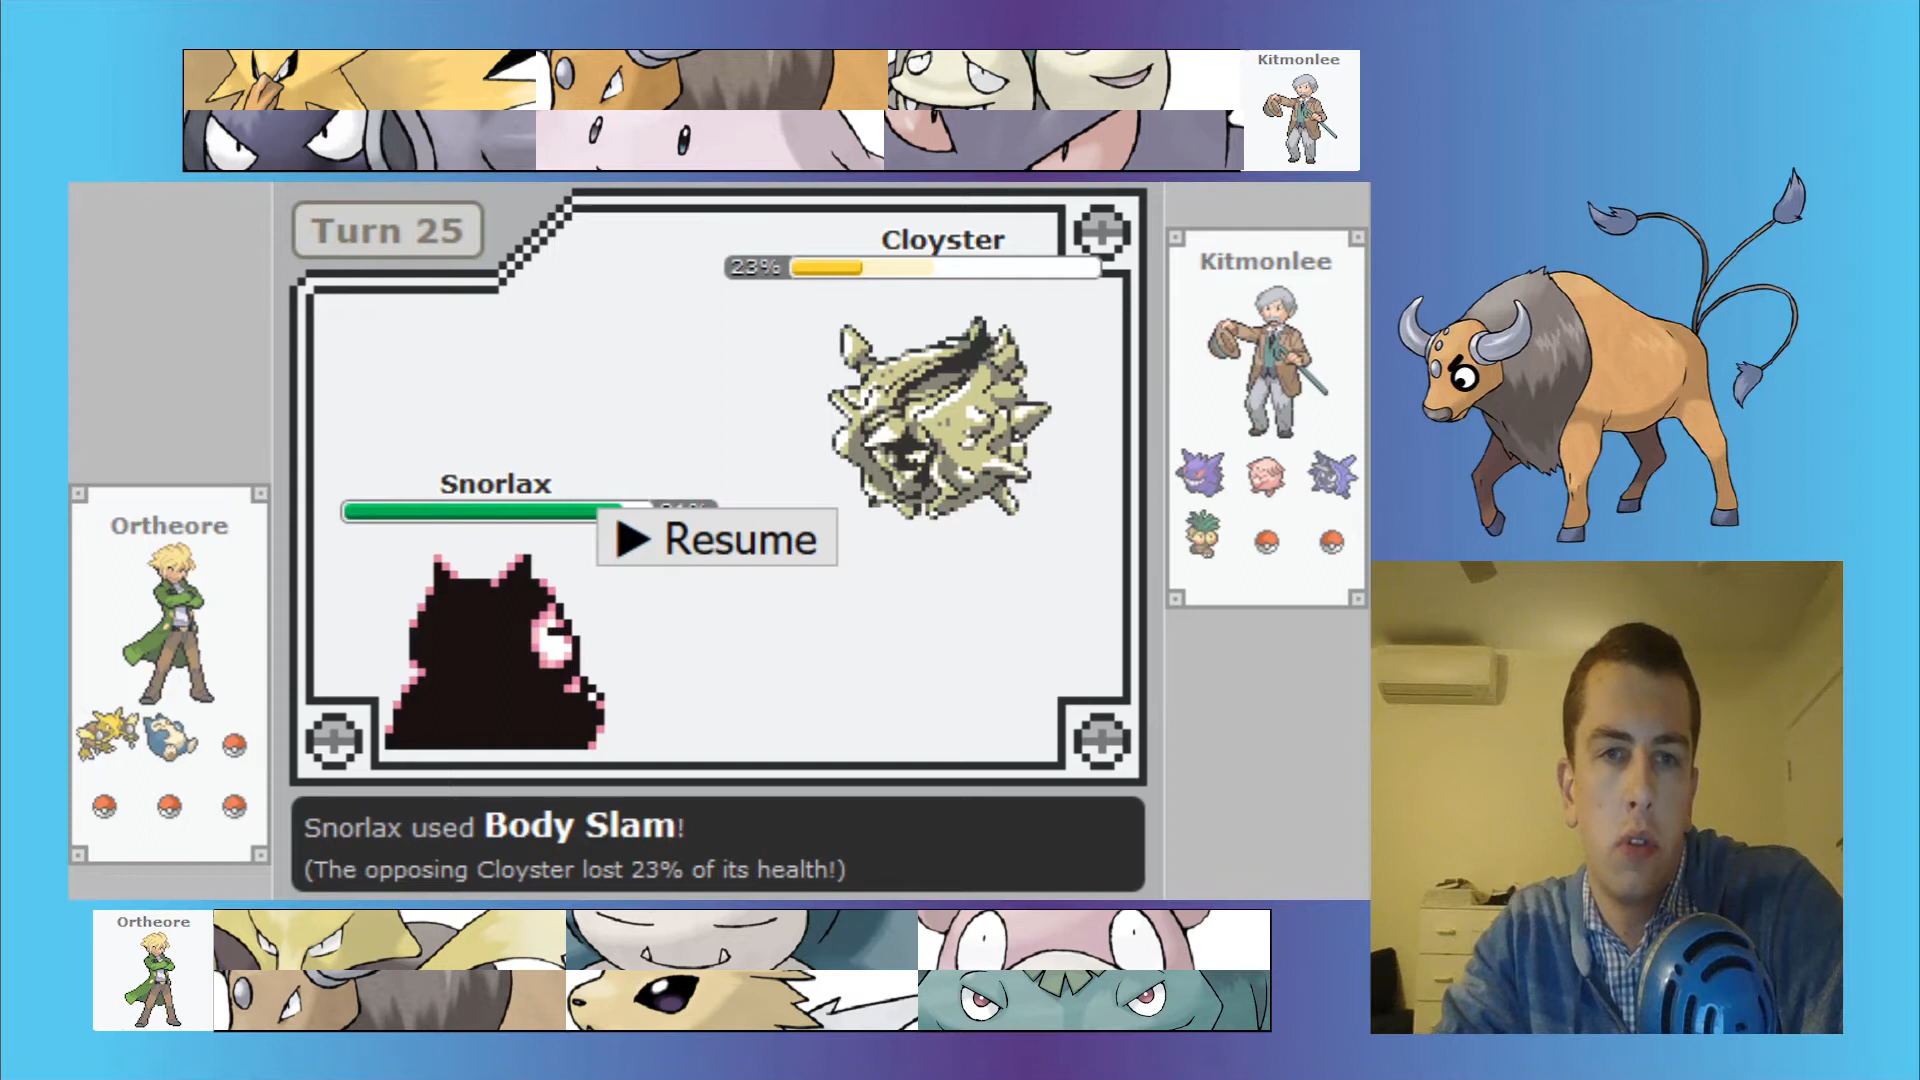 Kitmonlee
Turn 25
Cloyster
23%
Kitmonlee
Snorlax
Resume
Ortheore
Snorlax used Body Slam!
(The opposing Cloyster lost 23% of its health!)
Ortheore